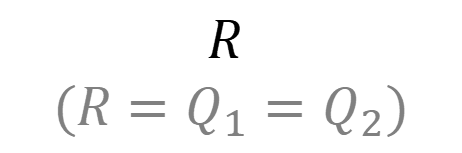 R
(R = Q₁ = Q₂)